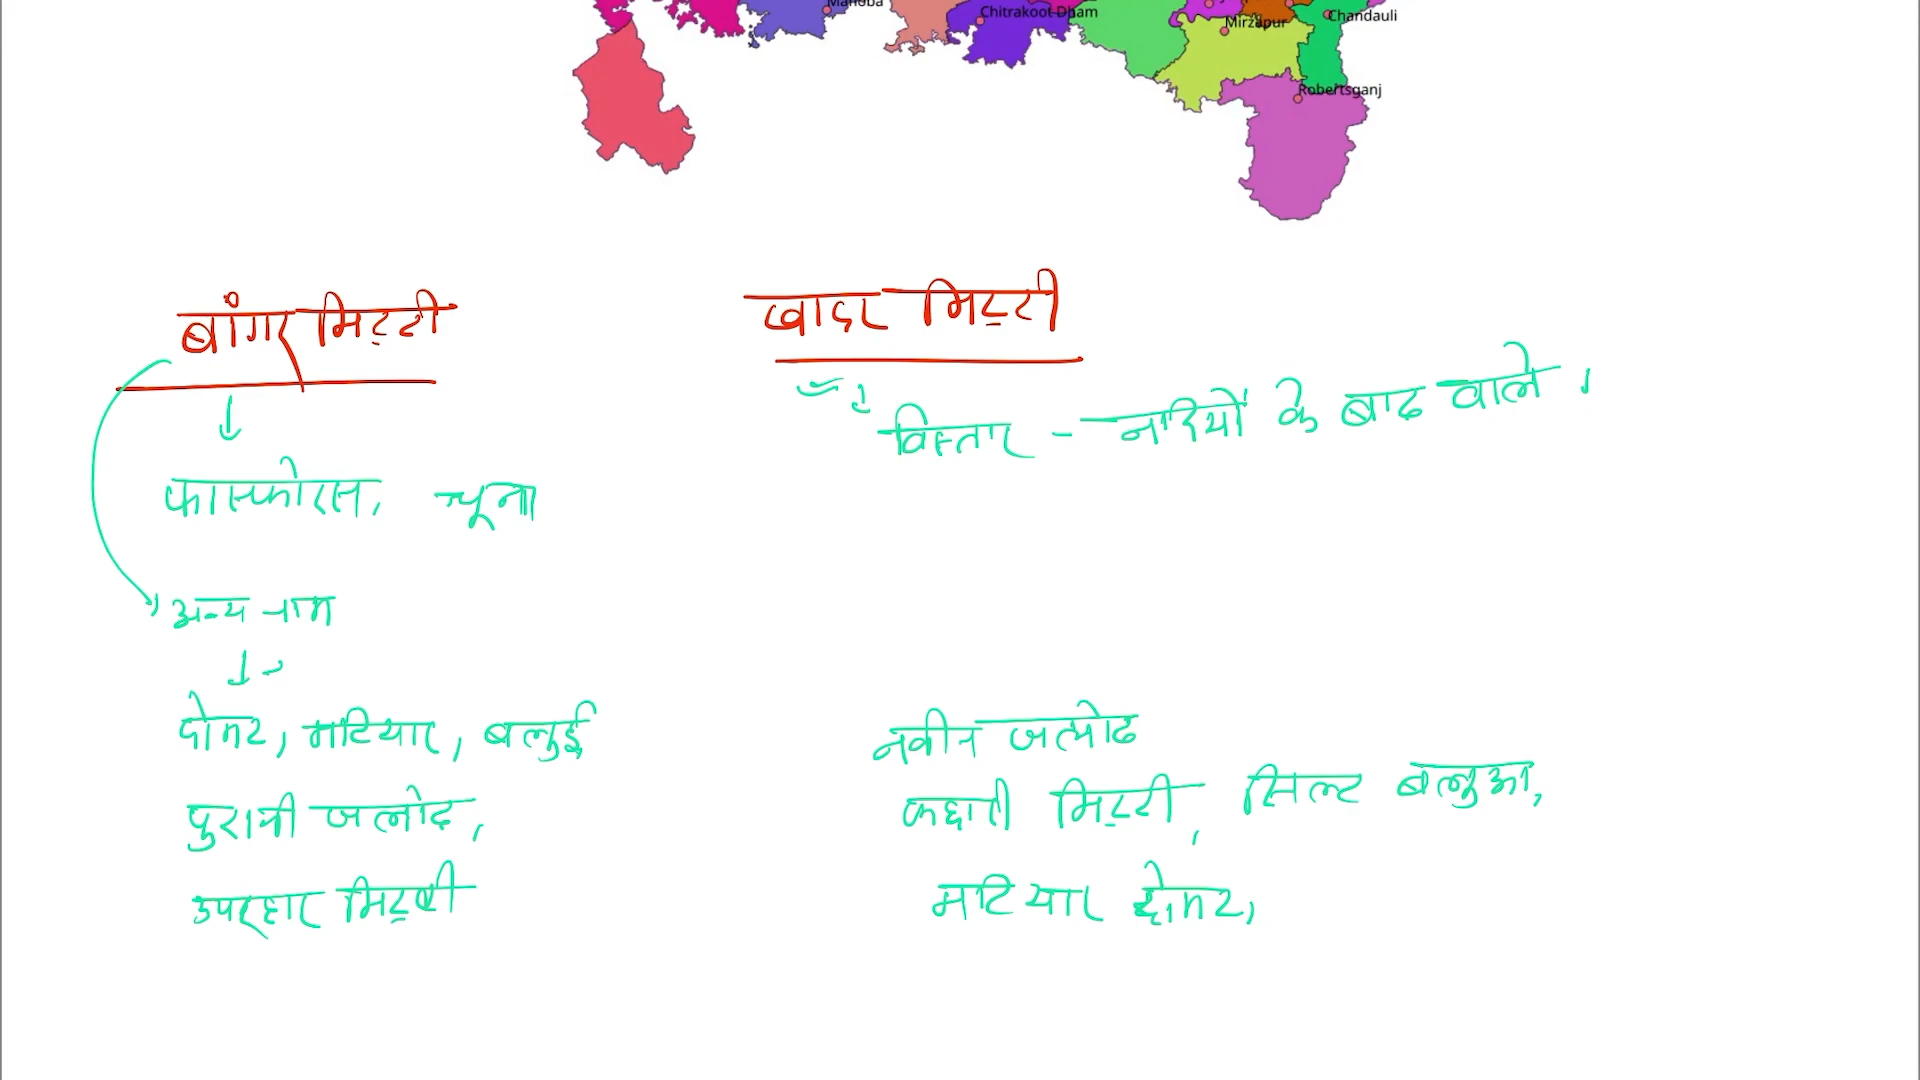 Mahoba
Chitrakoot Dham
Mirzapur
Chandauli
Robertsganj
बांगर मिट्टी
खादर मिट्टी
विस्तार - नदियों के बाढ वाले
फास्फोरस, चूना
अन्य नाम
दोमट, मटियार, बलुई
पुरानी जलोढ,
उपरहार मिट्टी
नवीन जलोढ
कछारी मिट्टी, सिल्ट बलुआ,
मटियार दोमट,